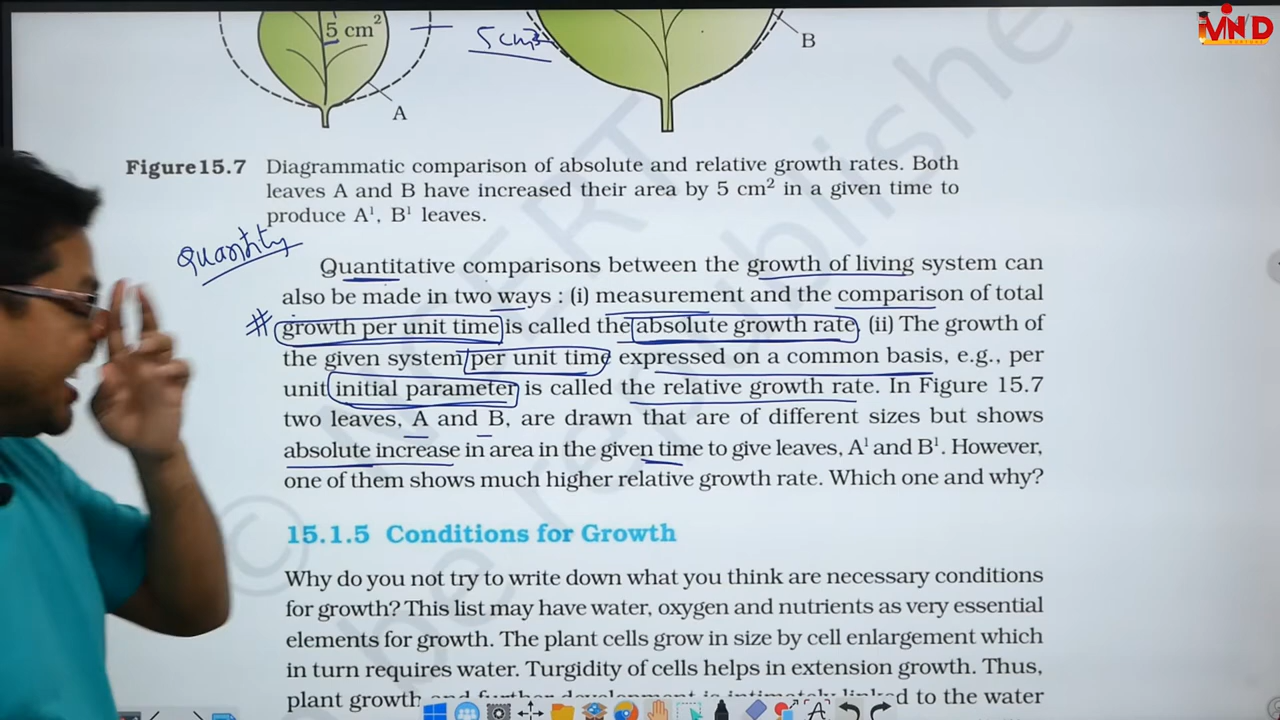 5 cm²
5cm²
B
A
MIND
Figure 15.7 Diagrammatic comparison of absolute and relative growth rates. Both
leaves A and B have increased their area by 5 cm² in a given time to
produce A¹, B¹ leaves.
Quantity
Quantitative comparisons between the growth of living system can
also be made in two ways : (i) measurement and the comparison of total
# growth per unit time is called the absolute growth rate. (ii) The growth of
the given system per unit time expressed on a common basis, e.g., per
unit initial parameter is called the relative growth rate. In Figure 15.7
two leaves, A and B, are drawn that are of different sizes but shows
absolute increase in area in the given time to give leaves, A¹ and B¹. However,
one of them shows much higher relative growth rate. Which one and why?
15.1.5 Conditions for Growth
Why do you not try to write down what you think are necessary conditions
for growth? This list may have water, oxygen and nutrients as very essential
elements for growth. The plant cells grow in size by cell enlargement which
in turn requires water. Turgidity of cells helps in extension growth. Thus,
plant growth and further development is intimately linked to the water